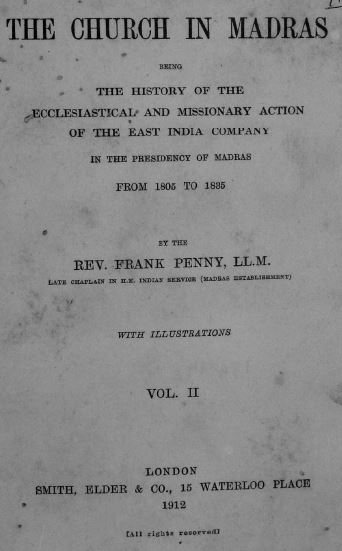 THE CHURCH IN MADRAS
BEING
THE HISTORY OF THE
ECCLESIASTICAL AND MISSIONARY ACTION
OF THE EAST INDIA COMPANY
IN THE PRESIDENCY OF MADRAS
FROM 1805 TO 1835
BY THE
REV. FRANK PENNY, LL.M.
LATE CHAPLAIN IN H.M. INDIAN SERVICE (MADRAS ESTABLISHMENT)
WITH ILLUSTRATIONS
VOL. II
LONDON
SMITH, ELDER & CO., 15 WATERLOO PLACE
1912
[All rights reserved]